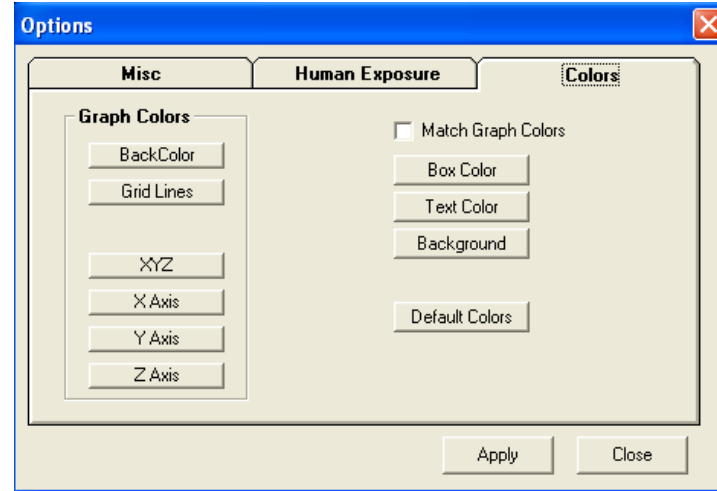 Options
Misc
Human Exposure
Colors
Graph Colors
BackColor
Grid Lines
XYZ
X Axis
Y Axis
Z Axis
Match Graph Colors
Box Color
Text Color
Background
Default Colors
Apply
Close